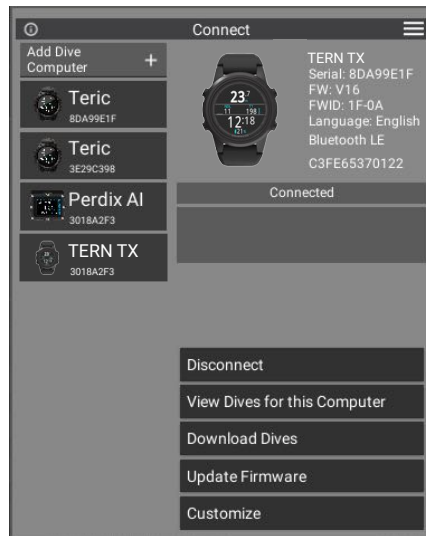 Connect
Add Dive
Computer +
Teric
8DA99E1F
Teric
3E29C398
Perdix AI
3018A2F3
TERN TX
3018A2F3
TERN TX
Serial: 8DA99E1F
FW: V16
FWID: 1F-0A
Language: English
Bluetooth LE
C3FE65370122
23
12:18
Connected
Disconnect
View Dives for this Computer
Download Dives
Update Firmware
Customize